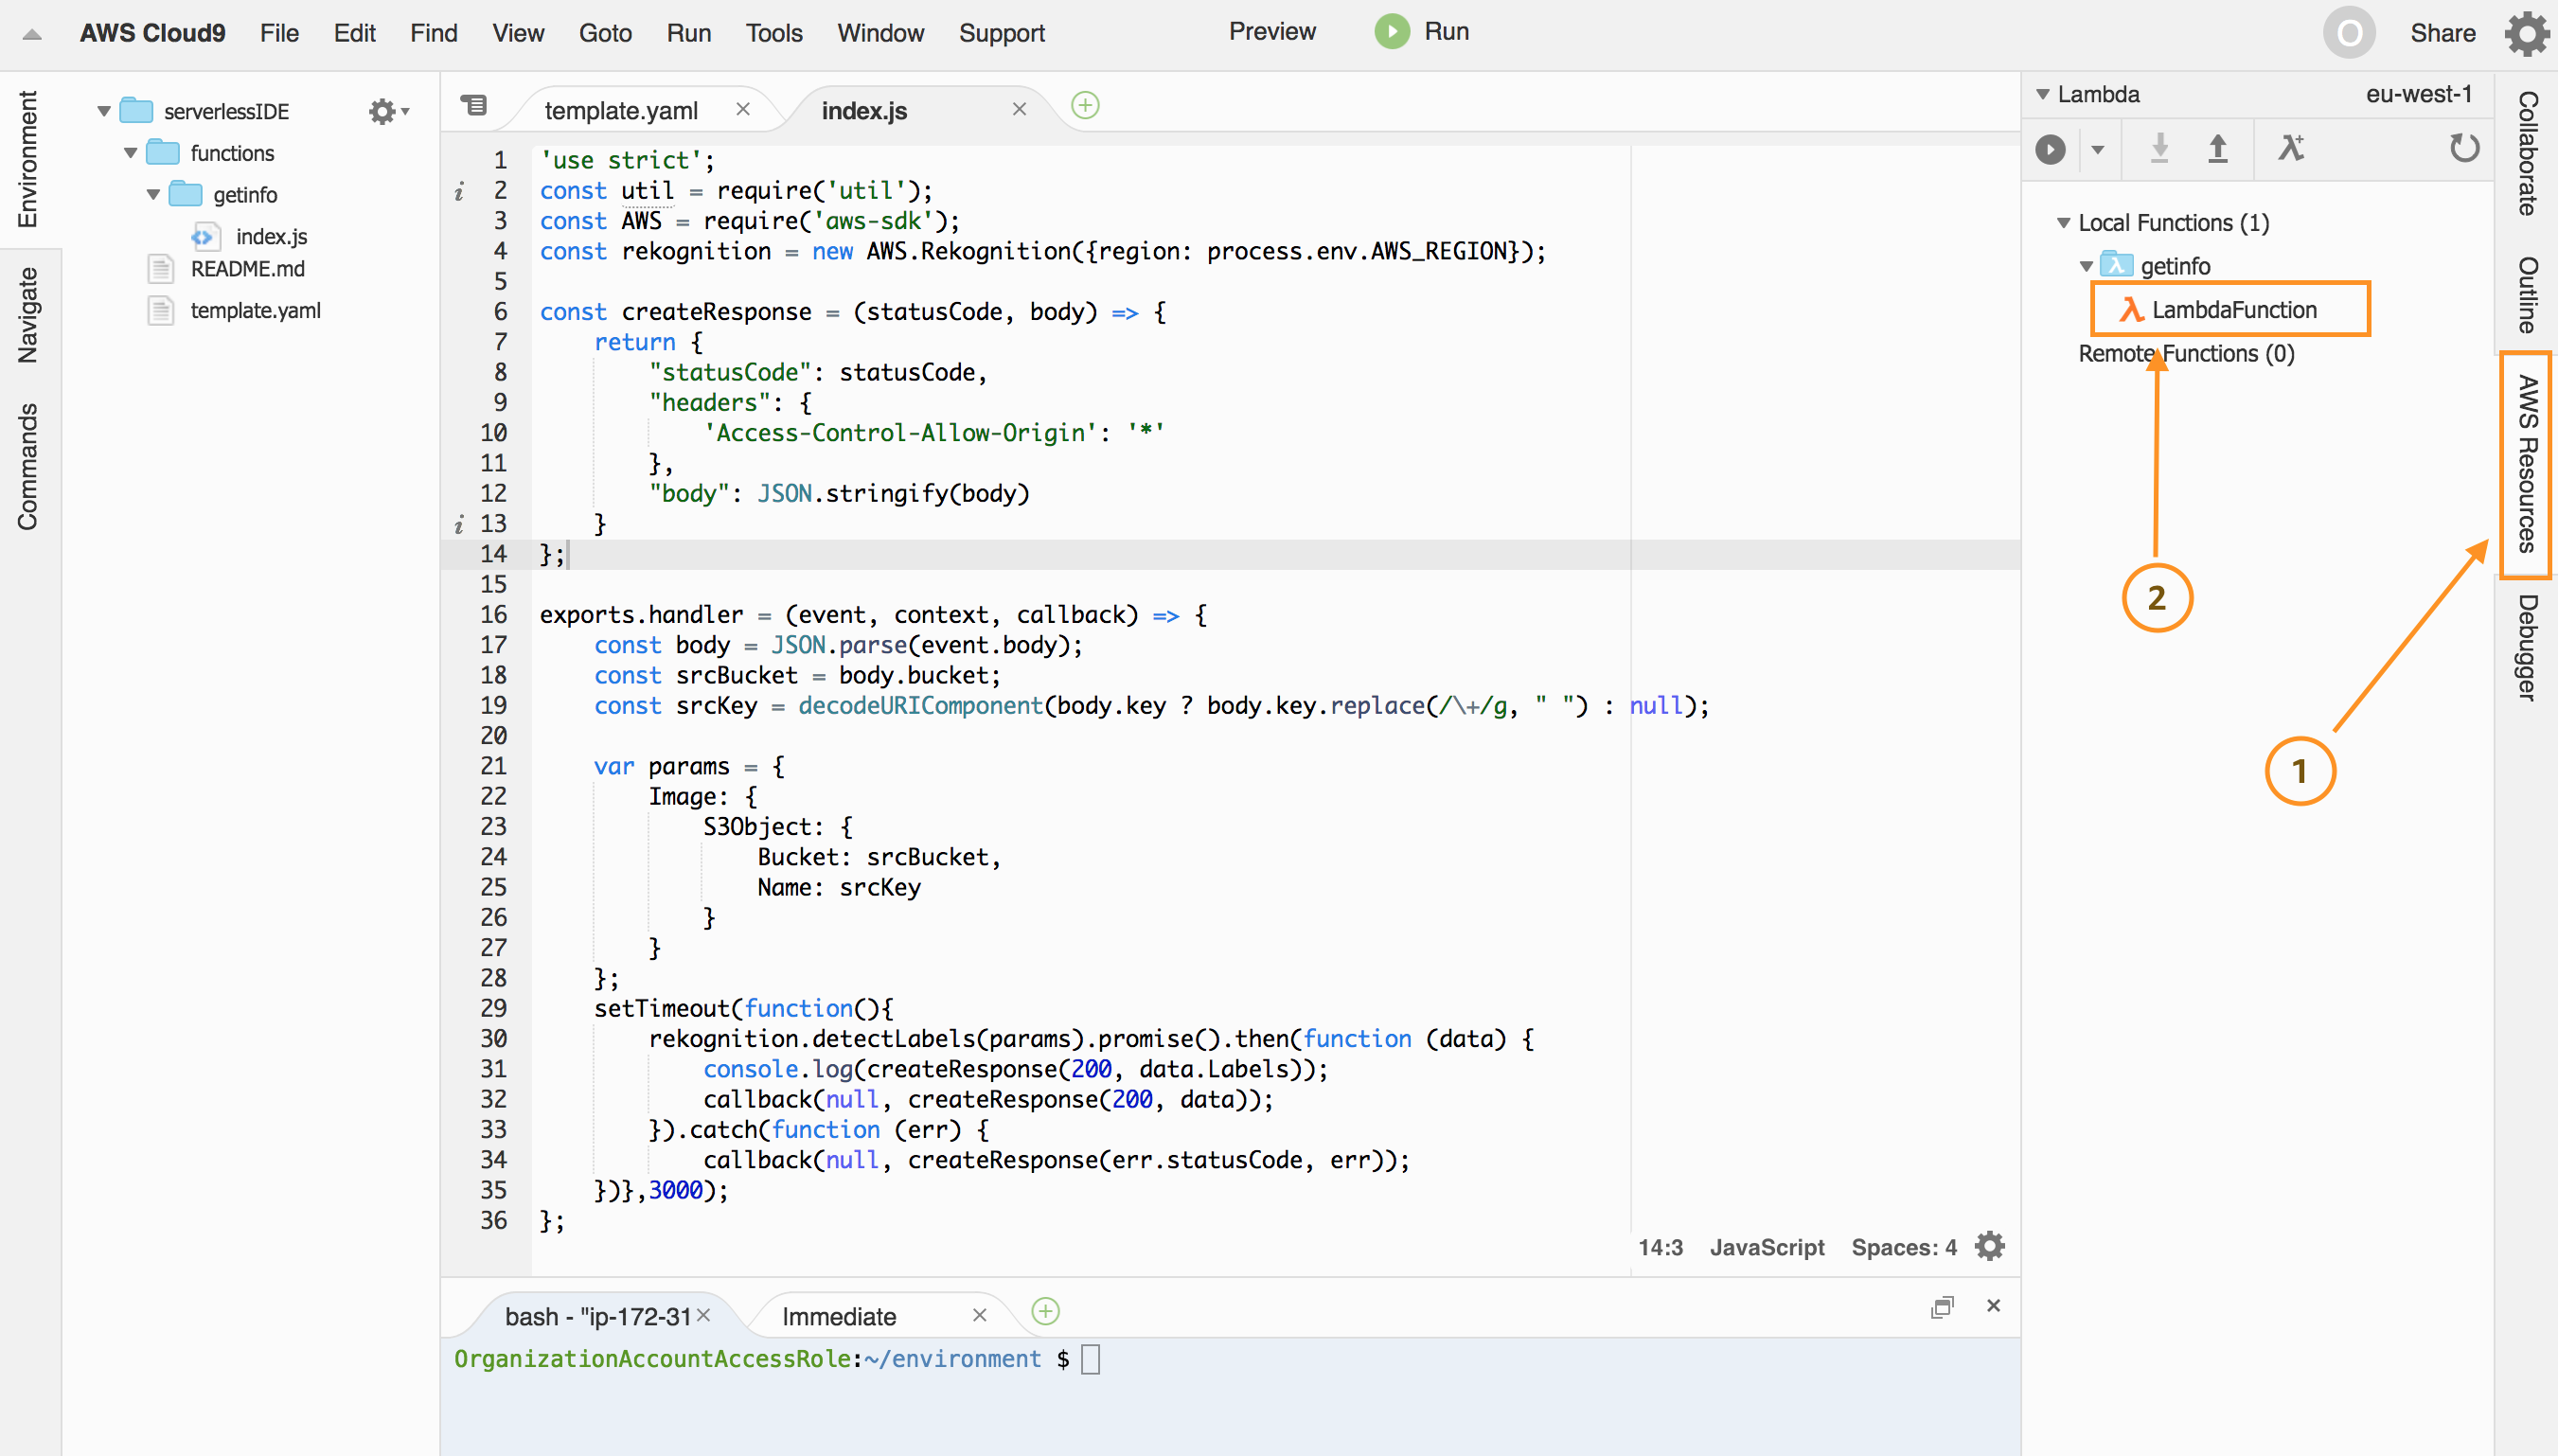 AWS Cloud9 File Edit Find View Goto Run Tools Window Support Preview Run O Share
Environment
Navigate
Commands
serverlessIDE
functions
getinfo
index.js
README.md
template.yaml
template.yaml index.js
1 'use strict';
i 2 const util = require('util');
3 const AWS = require('aws-sdk');
4 const rekognition = new AWS.Rekognition({region: process.env.AWS_REGION});
5
6 const createResponse = (statusCode, body) => {
7 return {
8 "statusCode": statusCode,
9 "headers": {
10 'Access-Control-Allow-Origin': '*'
11 },
12 "body": JSON.stringify(body)
i 13 }
14 };
15
16 exports.handler = (event, context, callback) => {
17 const body = JSON.parse(event.body);
18 const srcBucket = body.bucket;
19 const srcKey = decodeURIComponent(body.key ? body.key.replace(/\+/g, " ") : null);
20
21 var params = {
22 Image: {
23 S3Object: {
24 Bucket: srcBucket,
25 Name: srcKey
26 }
27 }
28 };
29 setTimeout(function(){
30 rekognition.detectLabels(params).promise().then(function (data) {
31 console.log(createResponse(200, data.Labels));
32 callback(null, createResponse(200, data));
33 }).catch(function (err) {
34 callback(null, createResponse(err.statusCode, err));
35 })},3000);
36 };
14:3 JavaScript Spaces: 4
bash - "ip-172-31 Immediate
OrganizationAccountAccessRole:~/environment $
Lambda eu-west-1
Local Functions (1)
getinfo
LambdaFunction
Remote Functions (0)
2
1
Collaborate
Outline
AWS Resources
Debugger